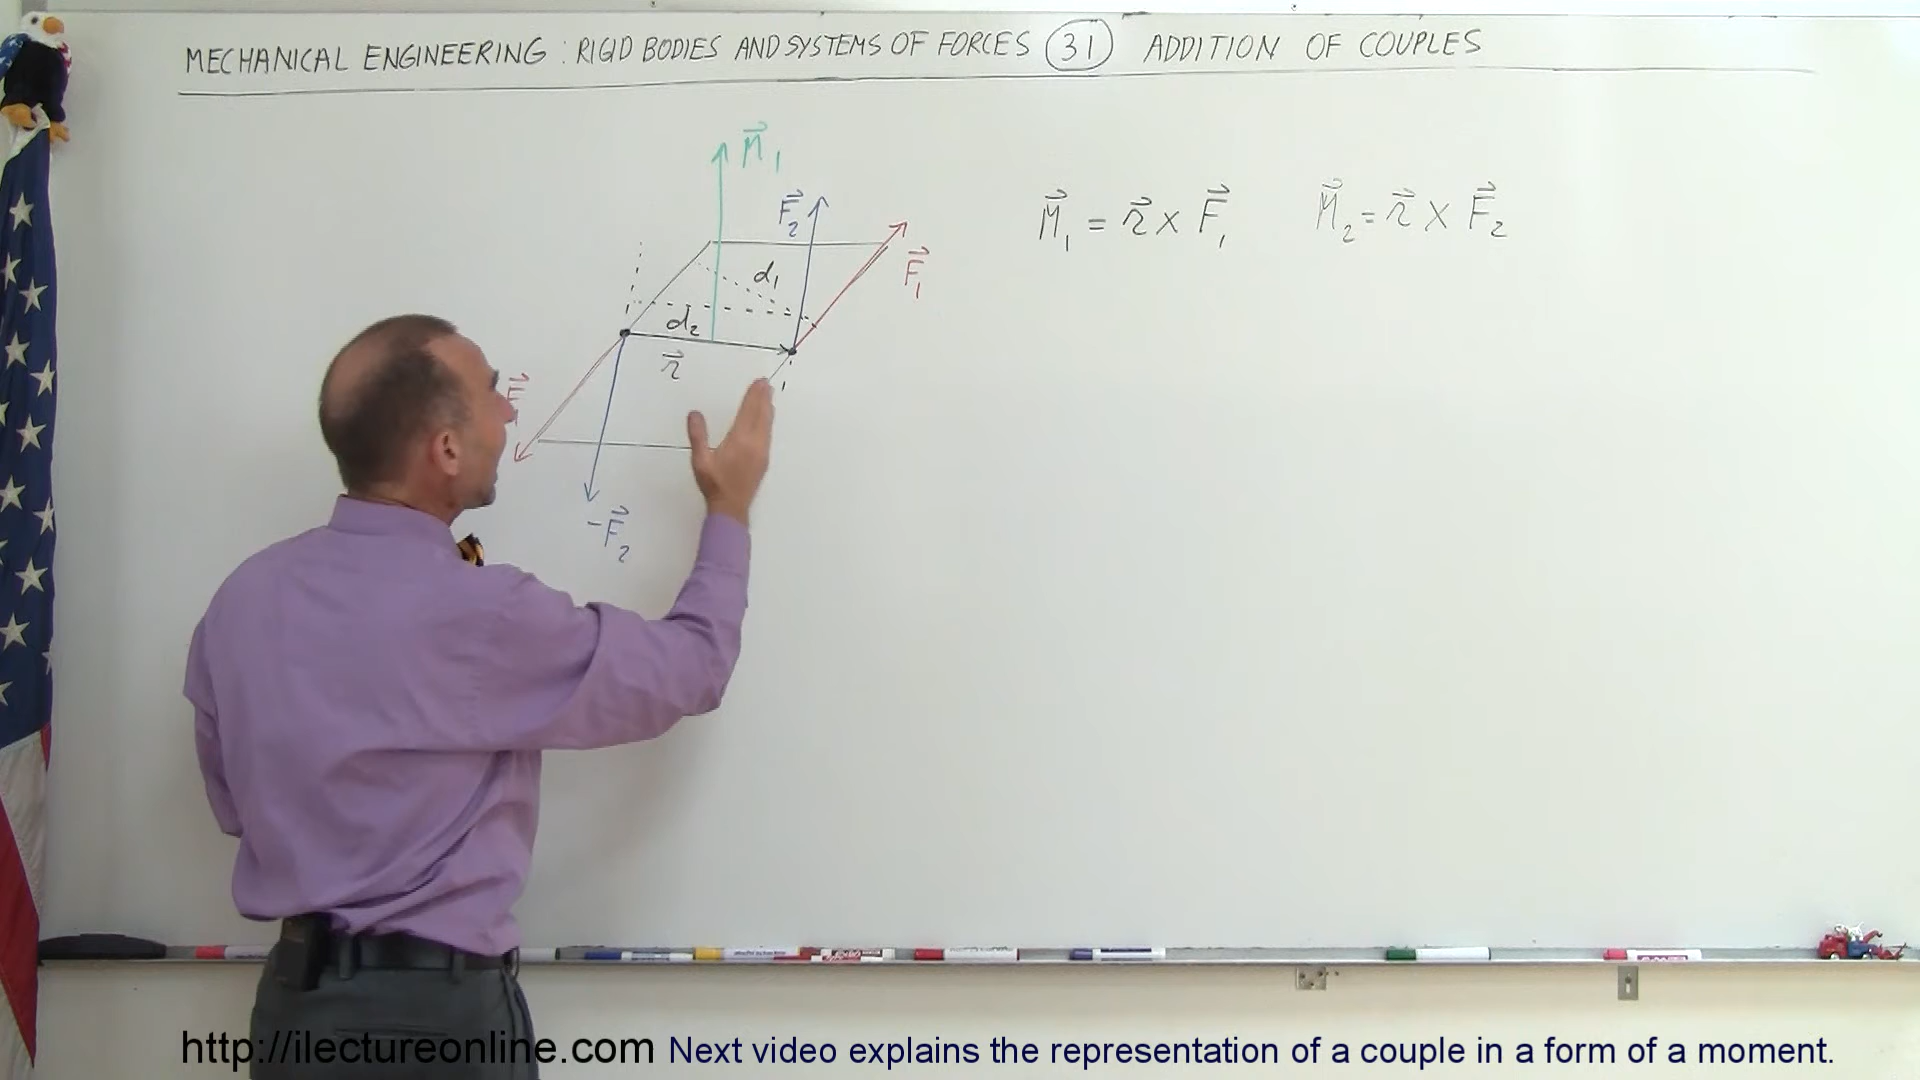 MECHANICAL ENGINEERING: RIGID BODIES AND SYSTEMS OF FORCES 31 ADDITION OF COUPLES
M⃗₁
F⃗₂
M⃗₁ = r⃗ × F⃗₁ M⃗₂ = r⃗ × F⃗₂
d₁
F⃗₁
d₂
r⃗
-F⃗₂
http://ilectureonline.com Next video explains the representation of a couple in a form of a moment.